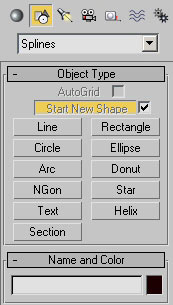 Splines
- Object Type
AutoGrid
Start New Shape
Line Rectangle
Circle Ellipse
Arc Donut
NGon Star
Text Helix
Section
- Name and Color